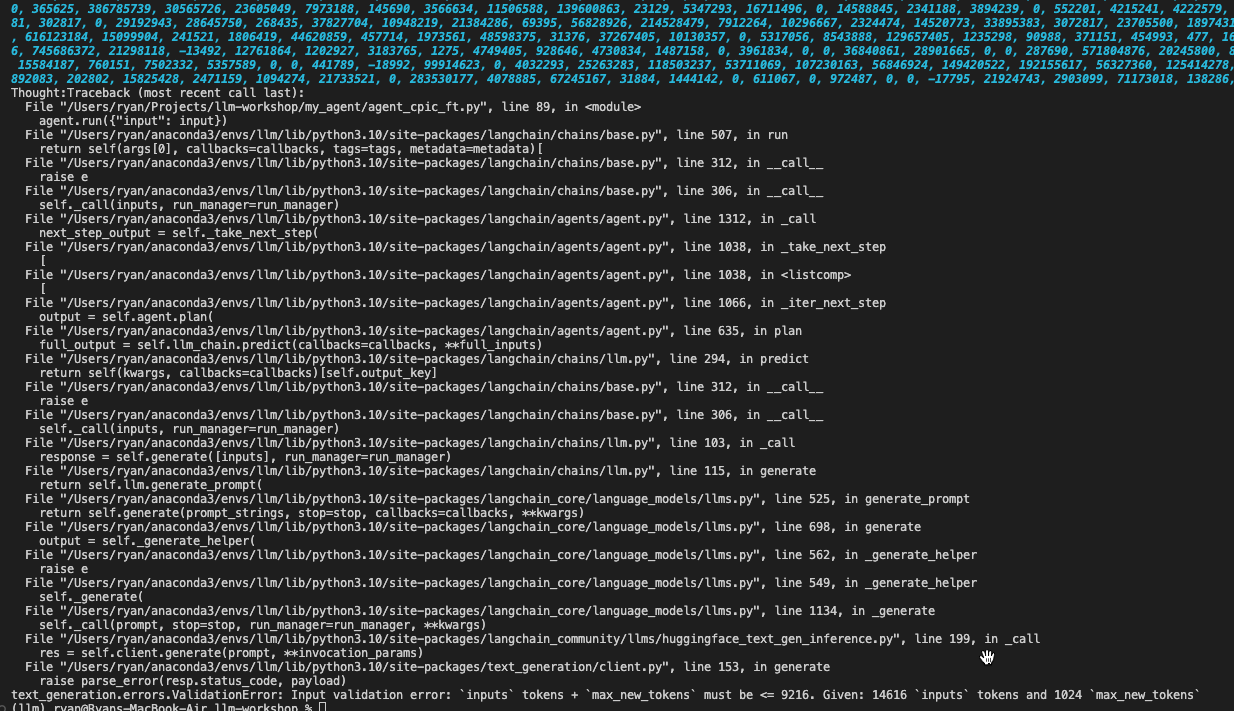 0, 365625, 386785739, 30565726, 23605049, 7973188, 145690, 3566634, 11506588, 139600863, 23129, 5347293, 16711496, 0, 14588845, 2341188, 3894239, 0, 552201, 4215241, 4222579,
81, 302817, 0, 29192943, 28645750, 268435, 37827704, 10948219, 21384286, 69395, 56828926, 214528479, 7912264, 10296667, 2324474, 14520773, 33895383, 3072817, 23705500, 1897431
, 616123184, 15099904, 241521, 1806419, 44620859, 457714, 1973561, 48598375, 31376, 37267405, 10130357, 0, 5317056, 8543888, 129657405, 1235298, 90988, 371151, 454993, 477, 16
6, 745686372, 21298118, -13492, 12761864, 1202927, 3183765, 1275, 4749405, 928646, 4730834, 1487158, 0, 3961834, 0, 0, 36840861, 28901665, 0, 0, 287690, 571804876, 20245800, 8
15584187, 760151, 7502332, 5357589, 0, 0, 441789, -18992, 99914623, 0, 4032293, 25263283, 118503237, 53711069, 107230163, 56846924, 149420522, 192155617, 56327360, 125414278,
892083, 202802, 15825428, 2471159, 1094274, 21733521, 0, 283530177, 4078885, 67245167, 31884, 1444142, 0, 611067, 0, 972487, 0, 0, -17795, 21924743, 2903099, 71173018, 138286,
Thought:Traceback (most recent call last):
File "/Users/ryan/Projects/llm-workshop/my_agent/agent_cpic_ft.py", line 89, in <module>
agent.run({"input": input})
File "/Users/ryan/anaconda3/envs/llm/lib/python3.10/site-packages/langchain/chains/base.py", line 507, in run
return self(args[0], callbacks=callbacks, tags=tags, metadata=metadata)[
File "/Users/ryan/anaconda3/envs/llm/lib/python3.10/site-packages/langchain/chains/base.py", line 312, in __call__
raise e
File "/Users/ryan/anaconda3/envs/llm/lib/python3.10/site-packages/langchain/chains/base.py", line 306, in __call__
self._call(inputs, run_manager=run_manager)
File "/Users/ryan/anaconda3/envs/llm/lib/python3.10/site-packages/langchain/agents/agent.py", line 1312, in _call
next_step_output = self._take_next_step(
File "/Users/ryan/anaconda3/envs/llm/lib/python3.10/site-packages/langchain/agents/agent.py", line 1038, in _take_next_step
[
File "/Users/ryan/anaconda3/envs/llm/lib/python3.10/site-packages/langchain/agents/agent.py", line 1038, in <listcomp>
[
File "/Users/ryan/anaconda3/envs/llm/lib/python3.10/site-packages/langchain/agents/agent.py", line 1066, in _iter_next_step
output = self.agent.plan(
File "/Users/ryan/anaconda3/envs/llm/lib/python3.10/site-packages/langchain/agents/agent.py", line 635, in plan
full_output = self.llm_chain.predict(callbacks=callbacks, **full_inputs)
File "/Users/ryan/anaconda3/envs/llm/lib/python3.10/site-packages/langchain/chains/llm.py", line 294, in predict
return self(kwargs, callbacks=callbacks)[self.output_key]
File "/Users/ryan/anaconda3/envs/llm/lib/python3.10/site-packages/langchain/chains/base.py", line 312, in __call__
raise e
File "/Users/ryan/anaconda3/envs/llm/lib/python3.10/site-packages/langchain/chains/base.py", line 306, in __call__
self._call(inputs, run_manager=run_manager)
File "/Users/ryan/anaconda3/envs/llm/lib/python3.10/site-packages/langchain/chains/llm.py", line 103, in _call
response = self.generate([inputs], run_manager=run_manager)
File "/Users/ryan/anaconda3/envs/llm/lib/python3.10/site-packages/langchain/chains/llm.py", line 115, in generate
return self.llm.generate_prompt(
File "/Users/ryan/anaconda3/envs/llm/lib/python3.10/site-packages/langchain_core/language_models/llms.py", line 525, in generate_prompt
return self.generate(prompt_strings, stop=stop, callbacks=callbacks, **kwargs)
File "/Users/ryan/anaconda3/envs/llm/lib/python3.10/site-packages/langchain_core/language_models/llms.py", line 698, in generate
output = self._generate_helper(
File "/Users/ryan/anaconda3/envs/llm/lib/python3.10/site-packages/langchain_core/language_models/llms.py", line 562, in _generate_helper
raise e
File "/Users/ryan/anaconda3/envs/llm/lib/python3.10/site-packages/langchain_core/language_models/llms.py", line 549, in _generate_helper
self._generate(
File "/Users/ryan/anaconda3/envs/llm/lib/python3.10/site-packages/langchain_core/language_models/llms.py", line 1134, in _generate
self._call(prompt, stop=stop, run_manager=run_manager, **kwargs)
File "/Users/ryan/anaconda3/envs/llm/lib/python3.10/site-packages/langchain_community/llms/huggingface_text_gen_inference.py", line 199, in _call
res = self.client.generate(prompt, **invocation_params)
File "/Users/ryan/anaconda3/envs/llm/lib/python3.10/site-packages/text_generation/client.py", line 153, in generate
raise parse_error(resp.status_code, payload)
text_generation.errors.ValidationError: Input validation error: `inputs` tokens + `max_new_tokens` must be <= 9216. Given: 14616 `inputs` tokens and 1024 `max_new_tokens`
(llm) ryan@Ryans-MacBook-Air llm-workshop %